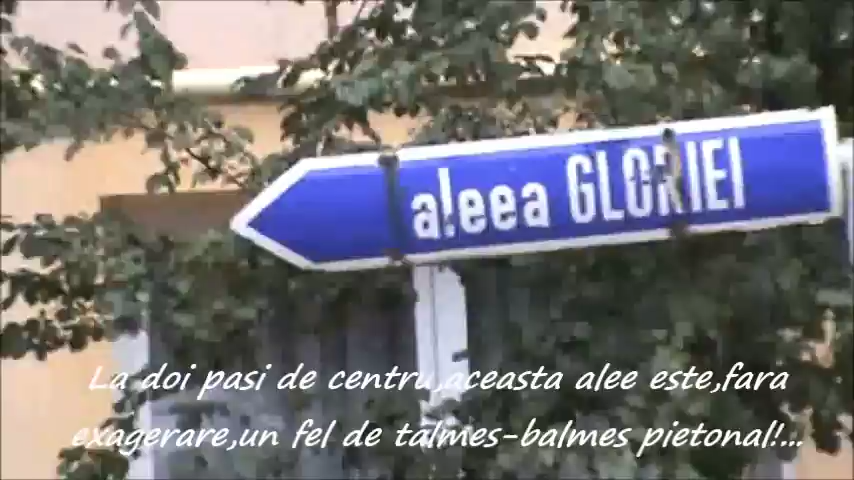 aleea GLORIEI
La doi pasi de centru,aceasta alee este,fara
exagerare,un fel de talmes-balmes pietonal!...